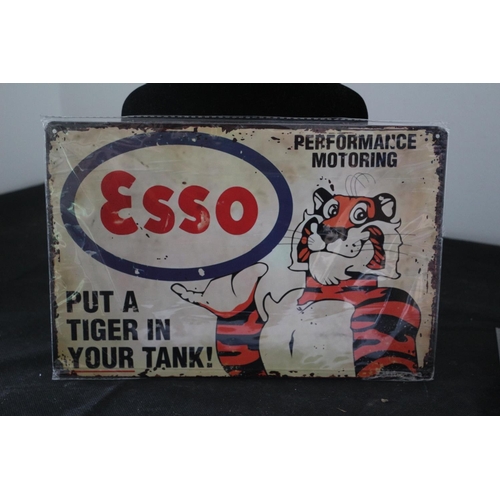 Esso
PERFORMANCE
MOTORING
PUT A
TIGER IN
YOUR TANK!